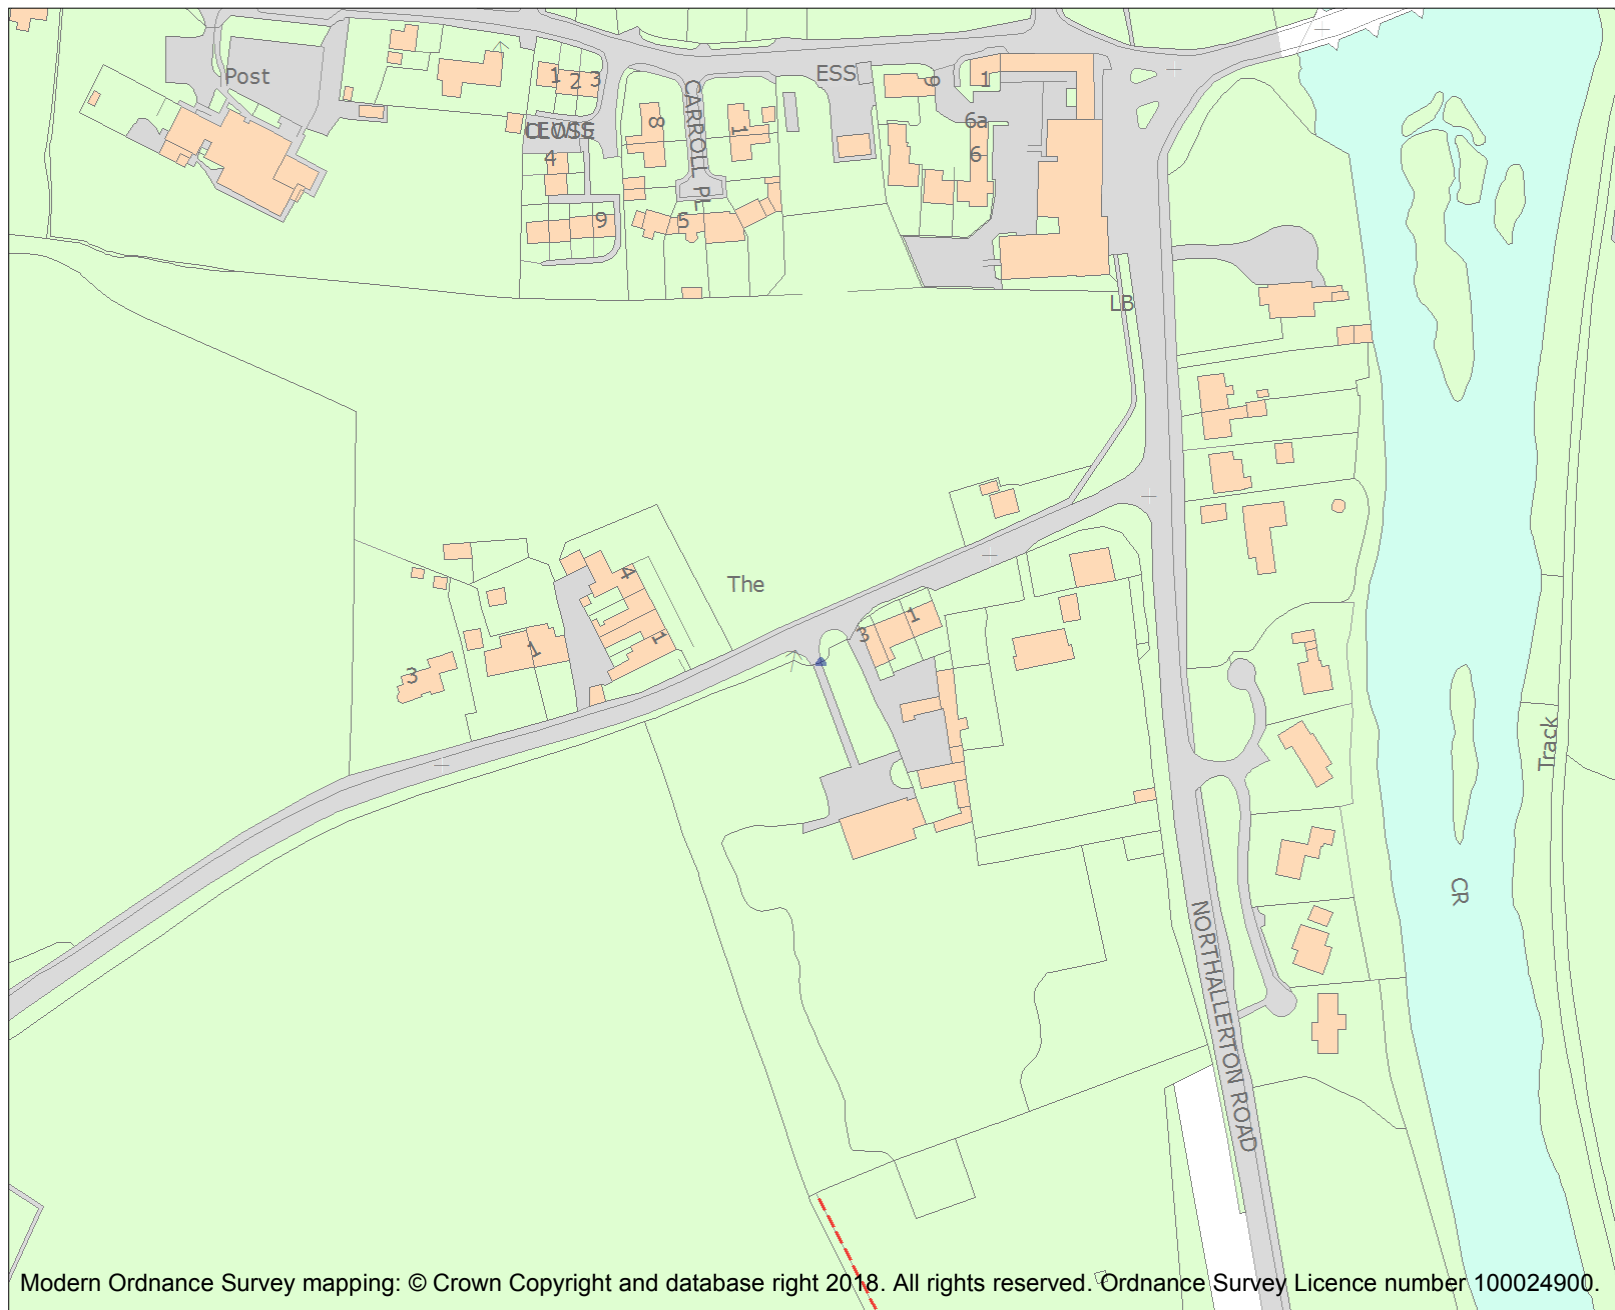 Post
1
2
3
ESS
9
1
CARROLL PL
8
1
6a
6
CLOSE
4
9
5
LB
4
The
1
1
3
3
1
Track
CR
NORTHALLERTON ROAD
Modern Ordnance Survey mapping: © Crown Copyright and database right 2018. All rights reserved. Ordnance Survey Licence number 100024900.